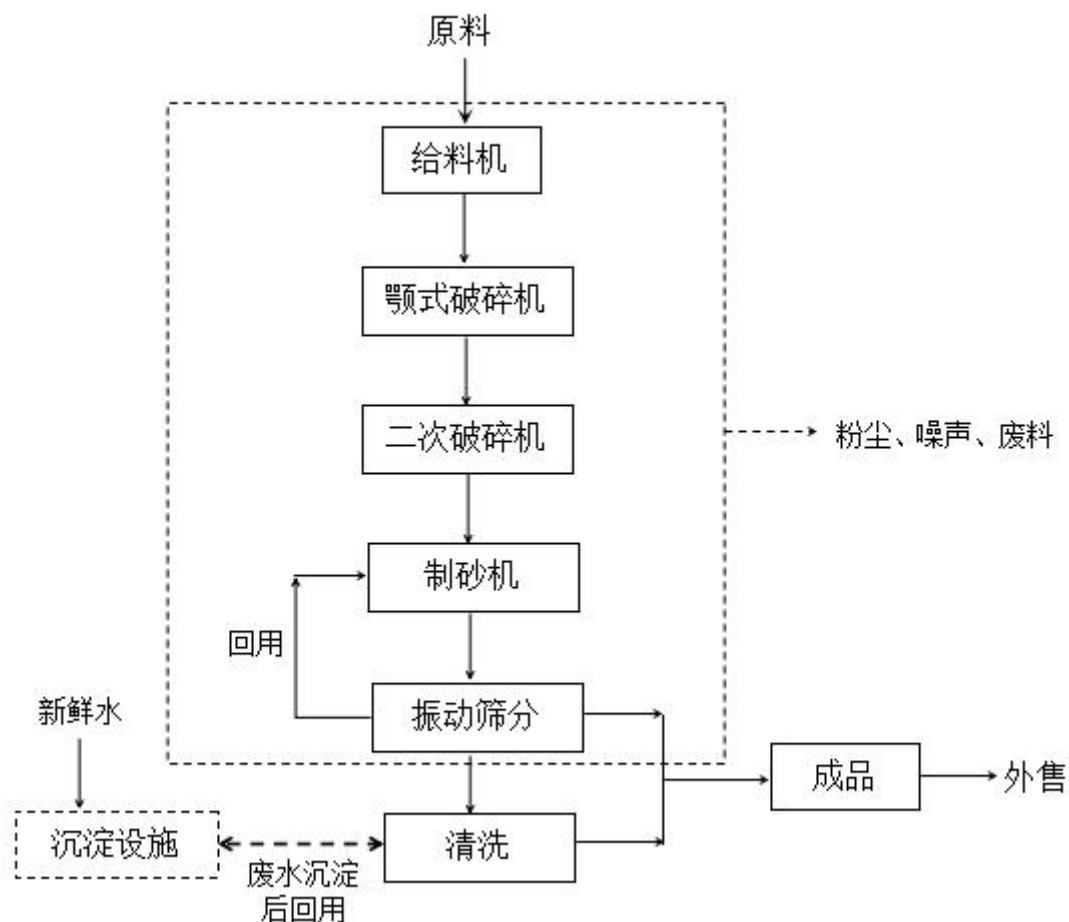 原料
给料机
颚式破碎机
二次破碎机
粉尘、噪声、废料
制砂机
回用
新鲜水
振动筛分
成品
外售
沉淀设施
清洗
废水沉淀
后回用